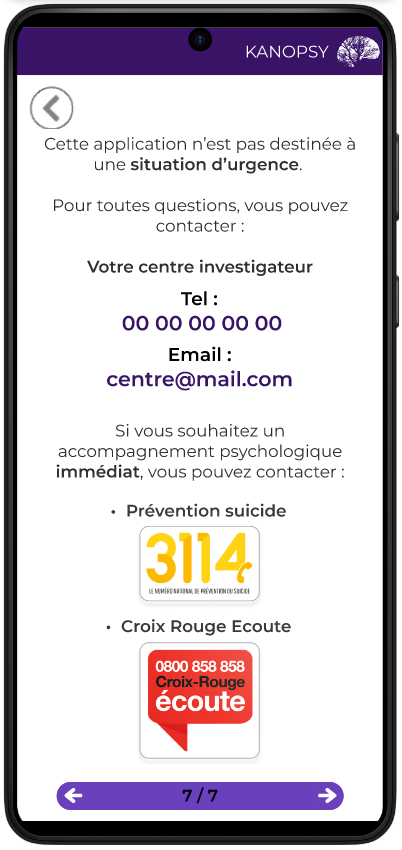 KANOPSY
Cette application n’est pas destinée à
une situation d’urgence.
Pour toutes questions, vous pouvez
contacter :
Votre centre investigateur
Tel :
00 00 00 00 00
Email :
centre@mail.com
Si vous souhaitez un
accompagnement psychologique
immédiat, vous pouvez contacter :
• Prévention suicide
3114
LE NUMÉRO NATIONAL DE PRÉVENTION DU SUICIDE
• Croix Rouge Ecoute
0800 858 858
Croix-Rouge
écoute
7 / 7